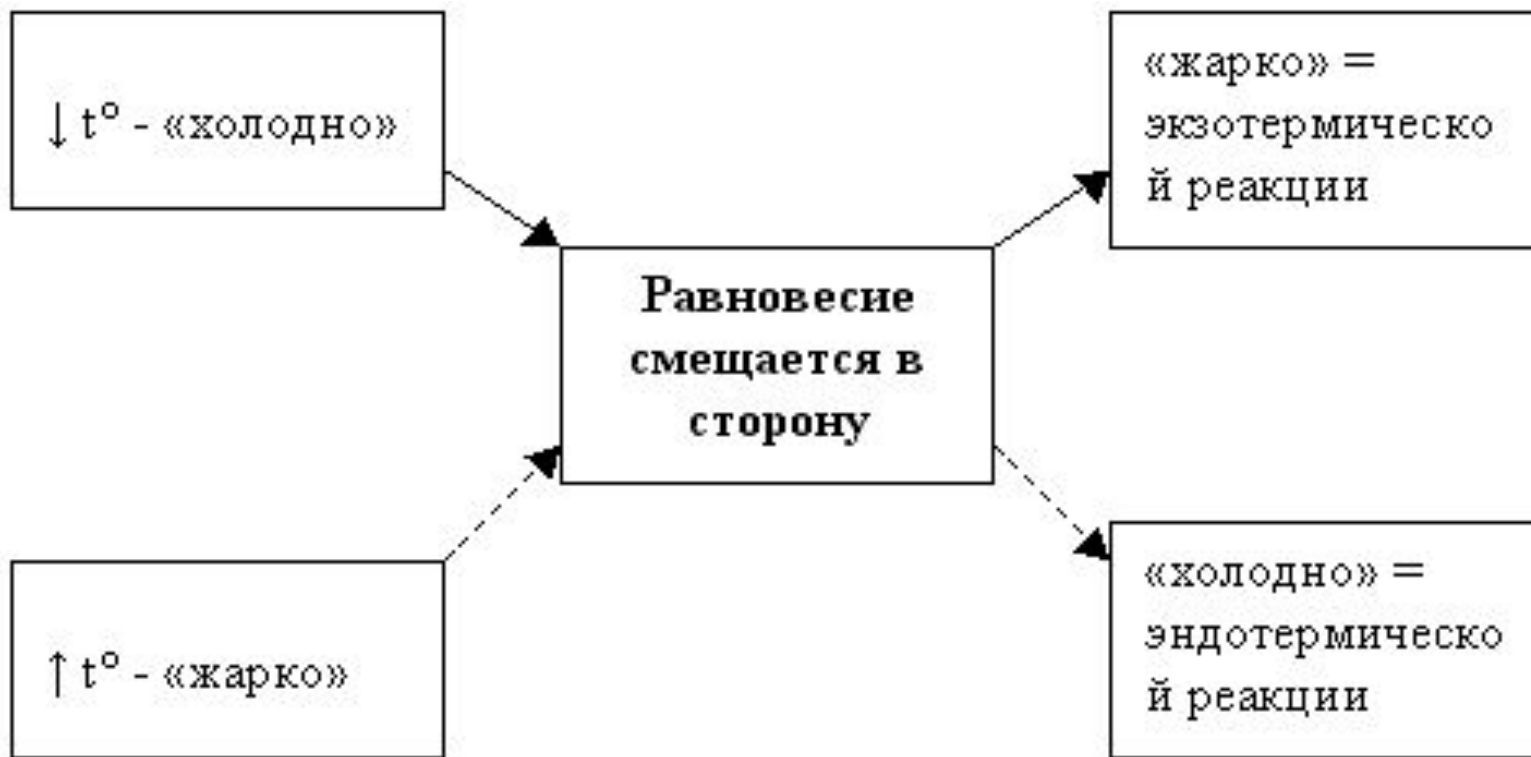 ↓ t° - «холодно»
«жарко» =
экзотермическо
й реакции
Равновесие
смещается в
сторону
↑ t° - «жарко»
«холодно» =
эндотермическо
й реакции